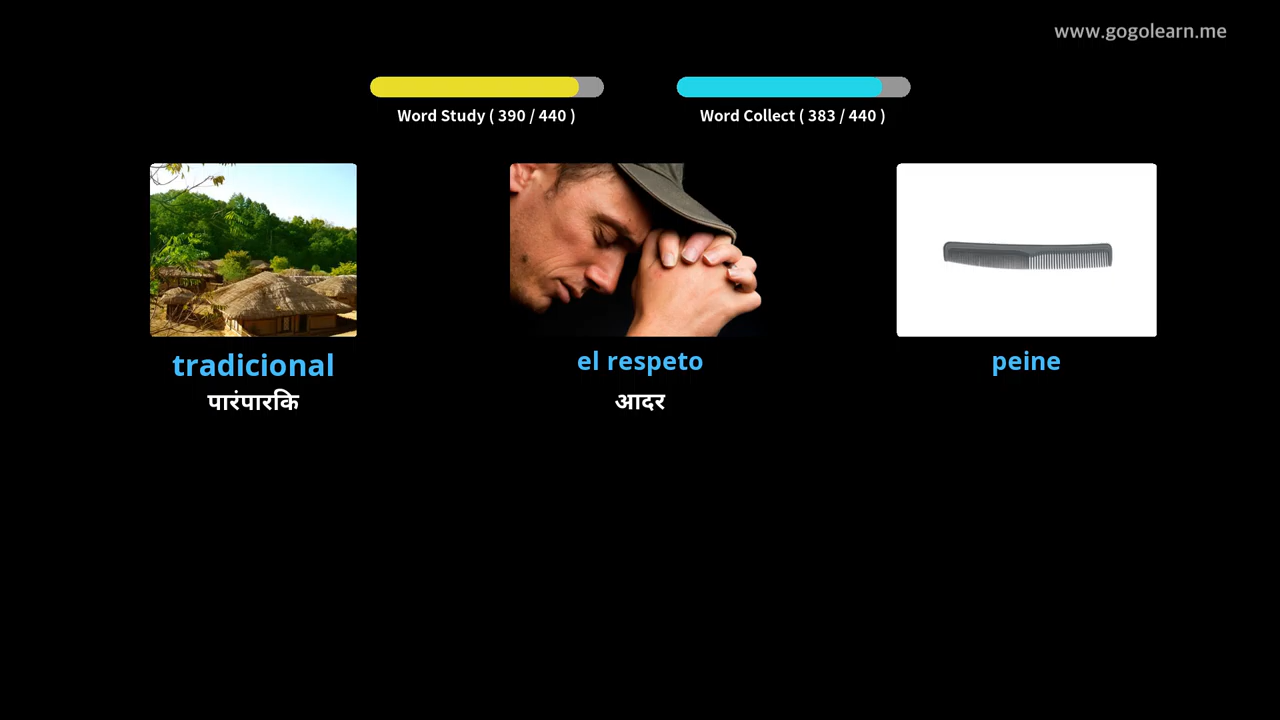 www.gogolearn.me
Word Study ( 390 / 440 )
Word Collect ( 383 / 440 )
tradicional
पारंपारकि
el respeto
आदर
peine